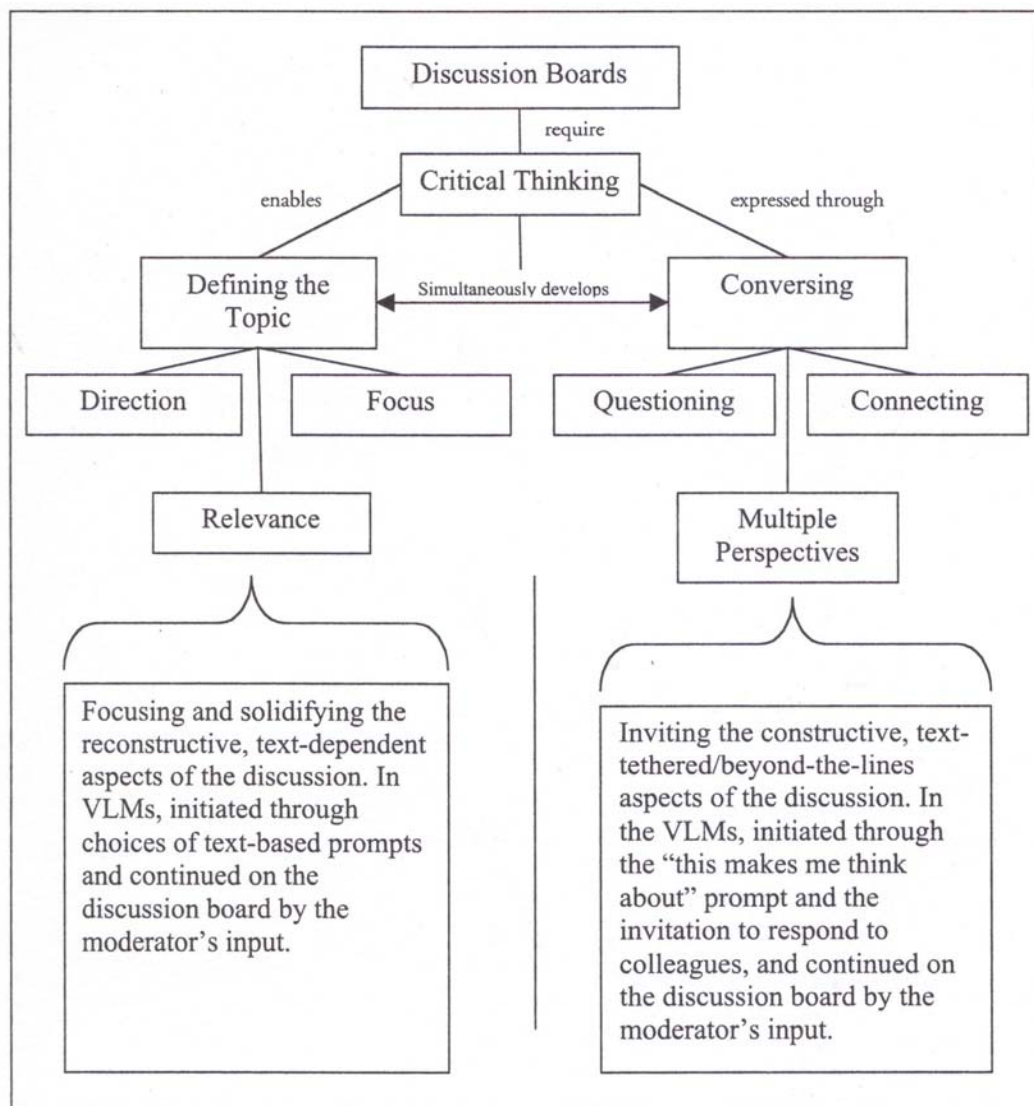 Discussion Boards
require
Critical Thinking
enables
expressed through
Defining the
Topic
Simultaneously develops
Conversing
Direction
Focus
Questioning
Connecting
Relevance
Multiple
Perspectives
Focusing and solidifying the
reconstructive, text-dependent
aspects of the discussion. In
VLMs, initiated through
choices of text-based prompts
and continued on the
discussion board by the
moderator’s input.
Inviting the constructive, text-
tethered/beyond-the-lines
aspects of the discussion. In
the VLMs, initiated through
the “this makes me think
about” prompt and the
invitation to respond to
colleagues, and continued on
the discussion board by the
moderator’s input.